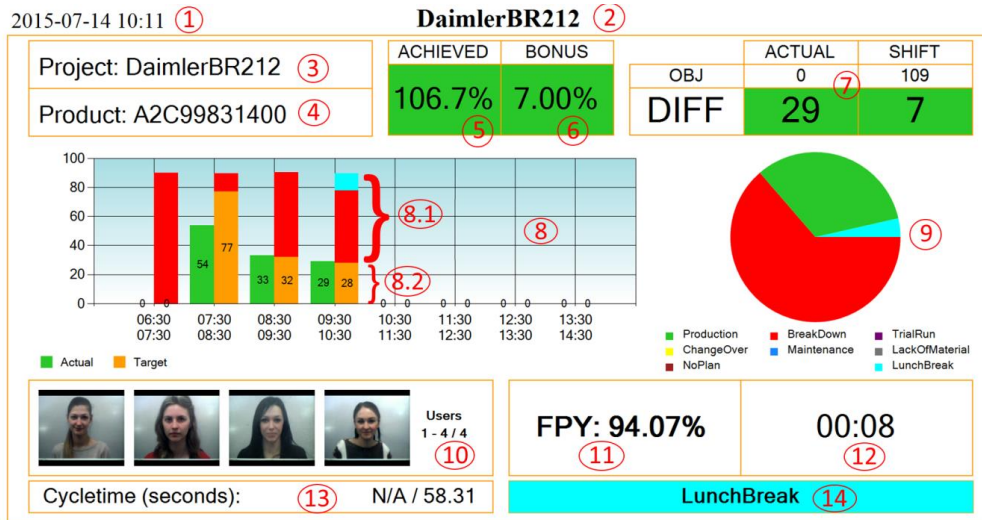 2015-07-14 10:11 1 DaimlerBR212 2
Project: DaimlerBR212 3
Product: A2C99831400 4
ACHIEVED BONUS
106.7% 7.00%
5 6
ACTUAL SHIFT
OBJ 0 109
7
DIFF 29 7
100
80
60
40
20
0
8.1
8
8.2
9
0 0 54 77 33 32 29 28 0 0 0 0 0 0 0 0
06:30 07:30 08:30 09:30 10:30 11:30 12:30 13:30
07:30 08:30 09:30 10:30 11:30 12:30 13:30 14:30
Actual Target
Production BreakDown TrialRun
ChangeOver Maintenance LackOfMaterial
NoPlan LunchBreak
Users
1 - 4 / 4
10
FPY: 94.07%
11
00:08
12
Cycletime (seconds): 13 N/A / 58.31
LunchBreak 14